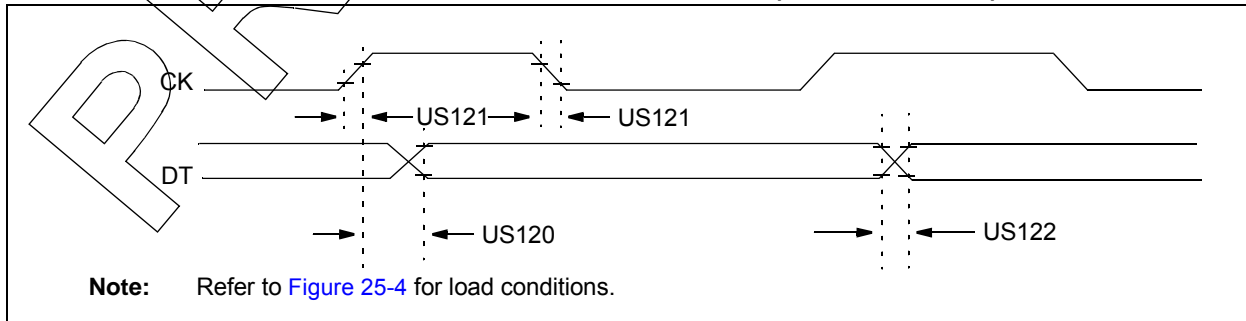 CK
US121
US121
DT
US120
US122
Note: Refer to Figure 25-4 for load conditions.